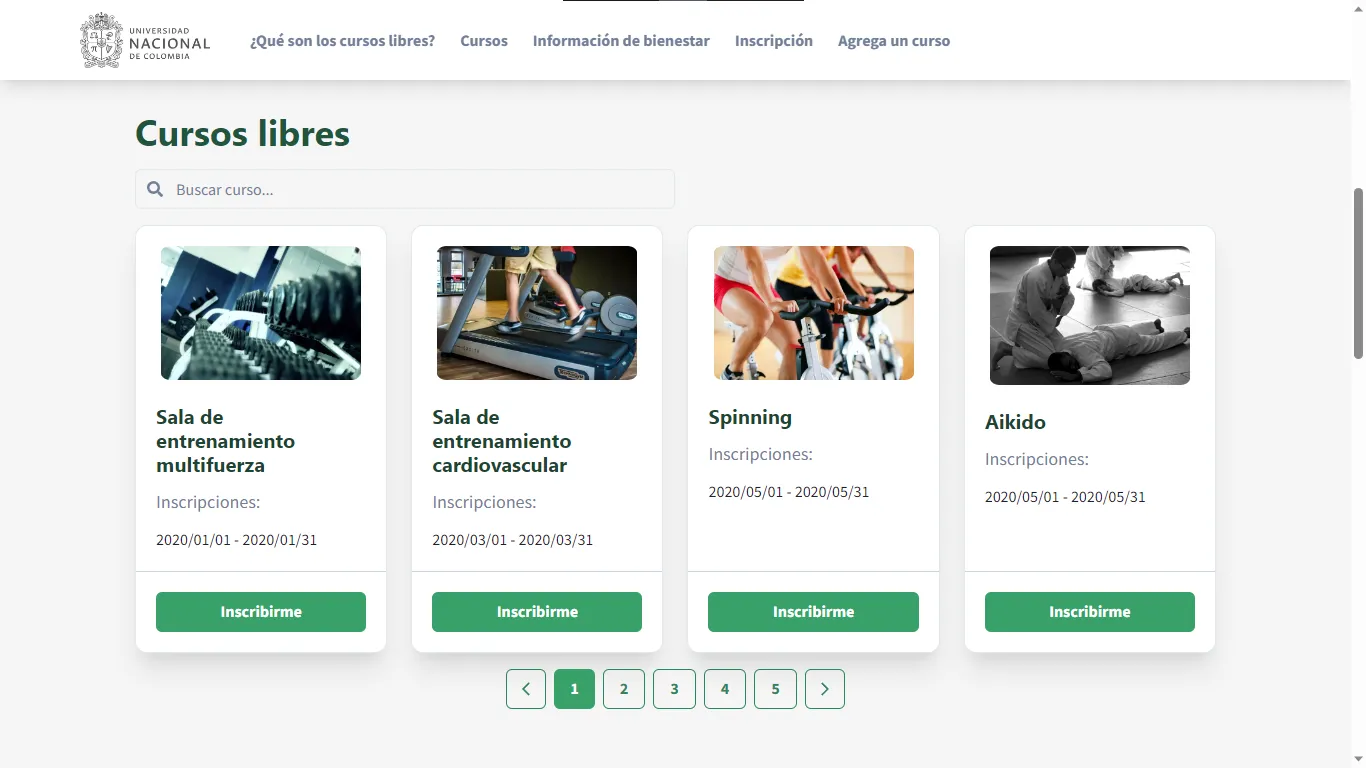 UNIVERSIDAD
NACIONAL
DE COLOMBIA
¿Qué son los cursos libres? Cursos Información de bienestar Inscripción Agrega un curso
Cursos libres
Buscar curso...
Sala de
entrenamiento
multifuerza
Inscripciones:
2020/01/01 - 2020/01/31
Inscribirme
Sala de
entrenamiento
cardiovascular
Inscripciones:
2020/03/01 - 2020/03/31
Inscribirme
Spinning
Inscripciones:
2020/05/01 - 2020/05/31
Inscribirme
Aikido
Inscripciones:
2020/05/01 - 2020/05/31
Inscribirme
1 2 3 4 5